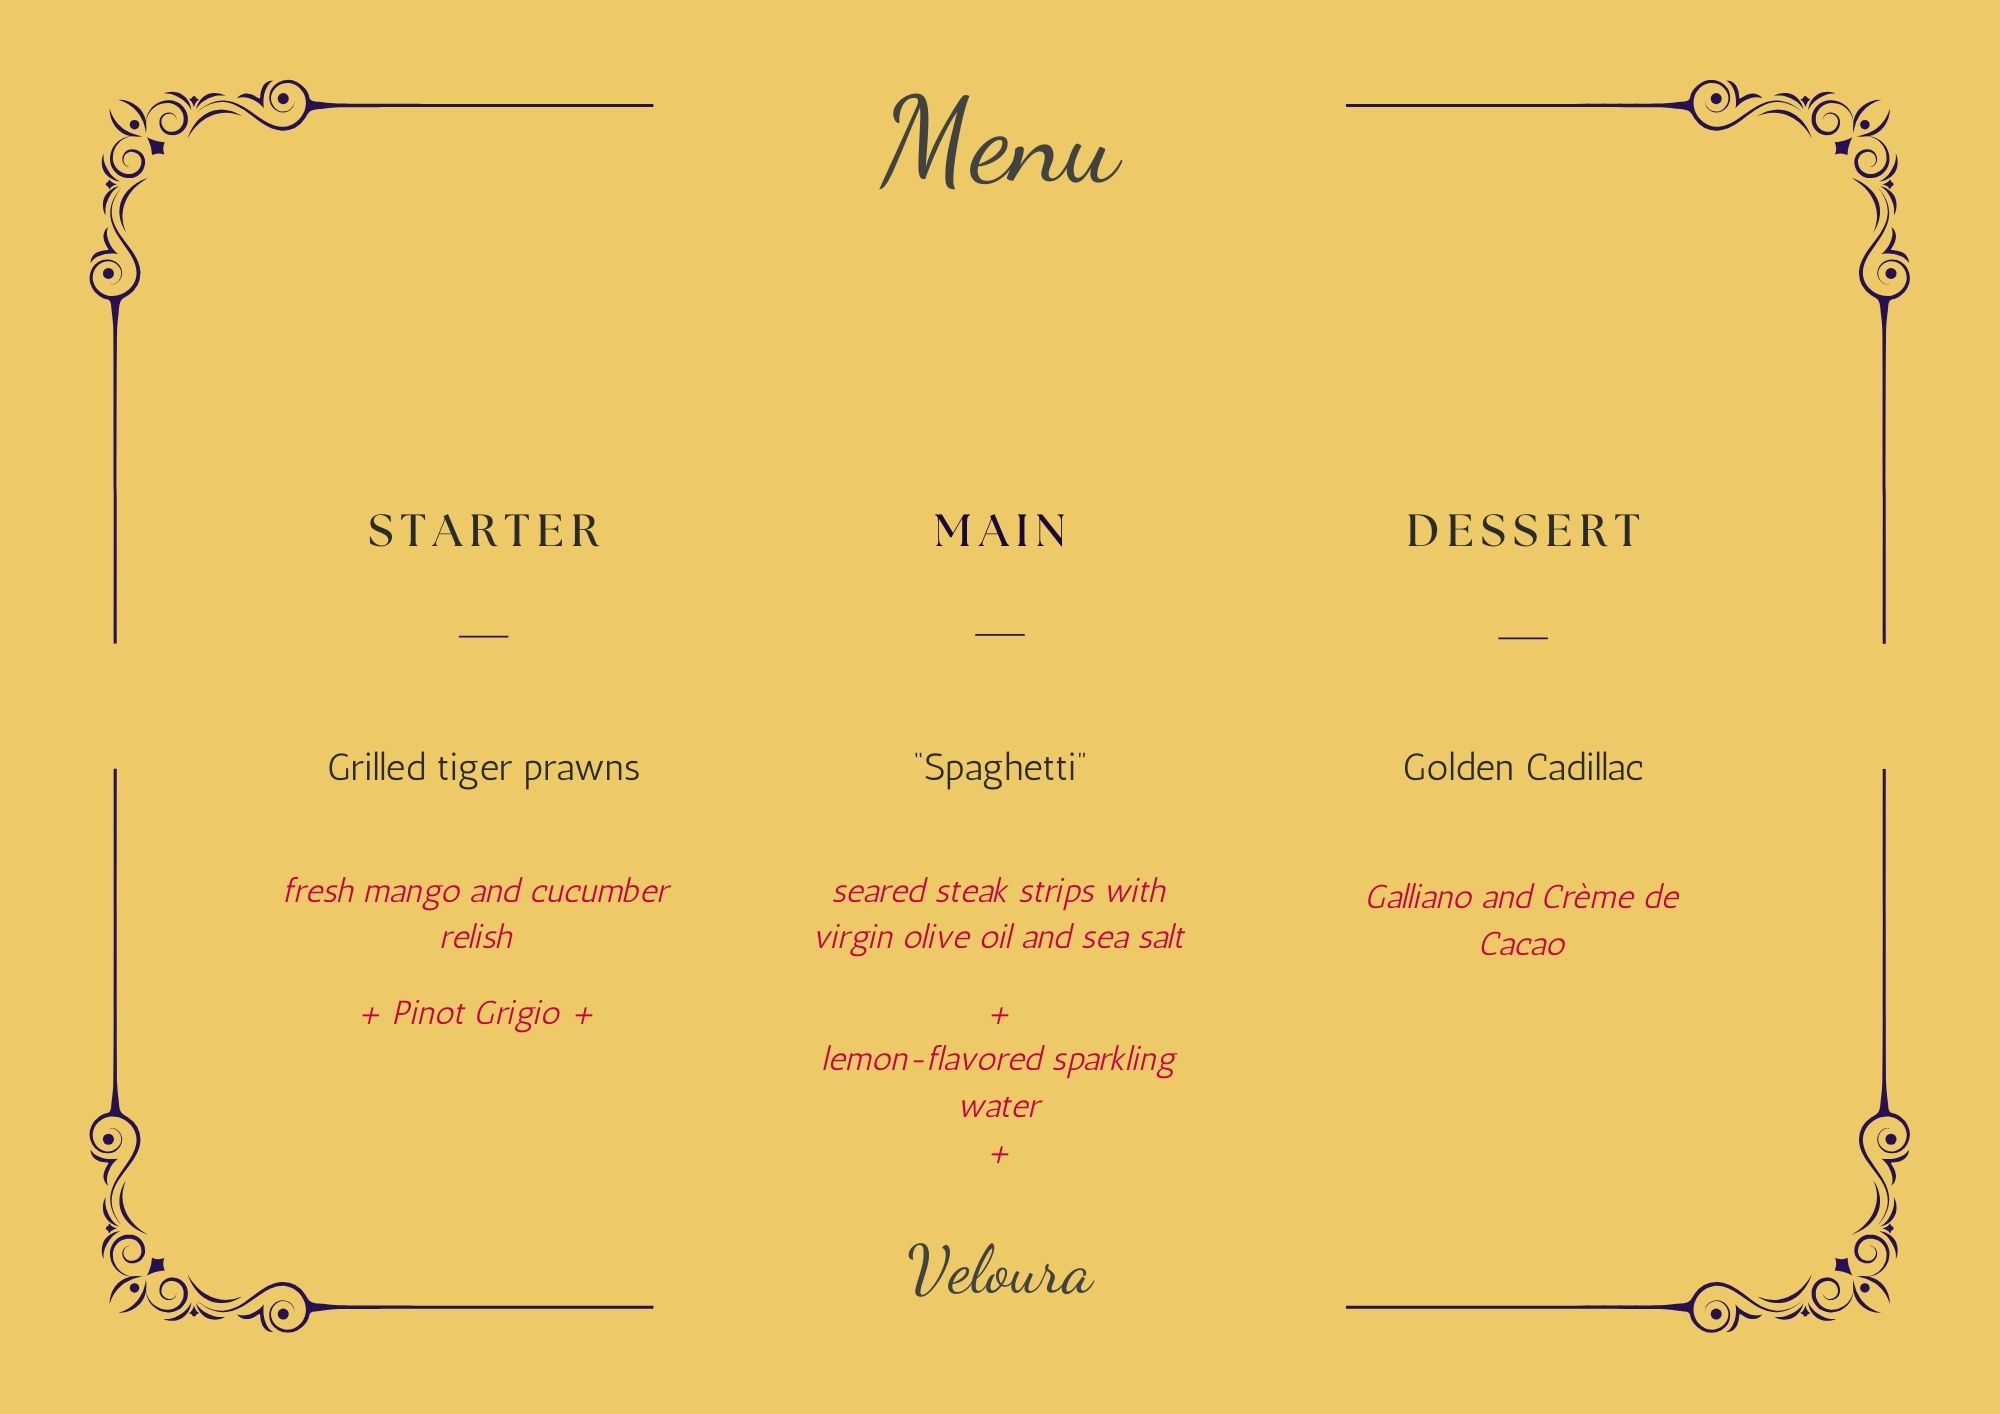 Menu
STARTER
Grilled tiger prawns
fresh mango and cucumber
relish
+ Pinot Grigio +
MAIN
"Spaghetti"
seared steak strips with
virgin olive oil and sea salt
+
lemon-flavored sparkling
water
+
DESSERT
Golden Cadillac
Galliano and Crème de
Cacao
Veloura